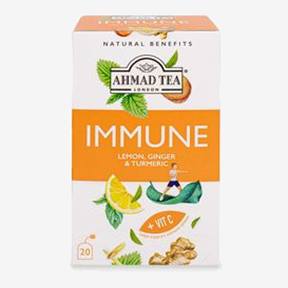 NATURAL BENEFITS
AHMAD TEA
LONDON
IMMUNE
LEMON, GINGER
& TURMERIC
+ VIT C
20